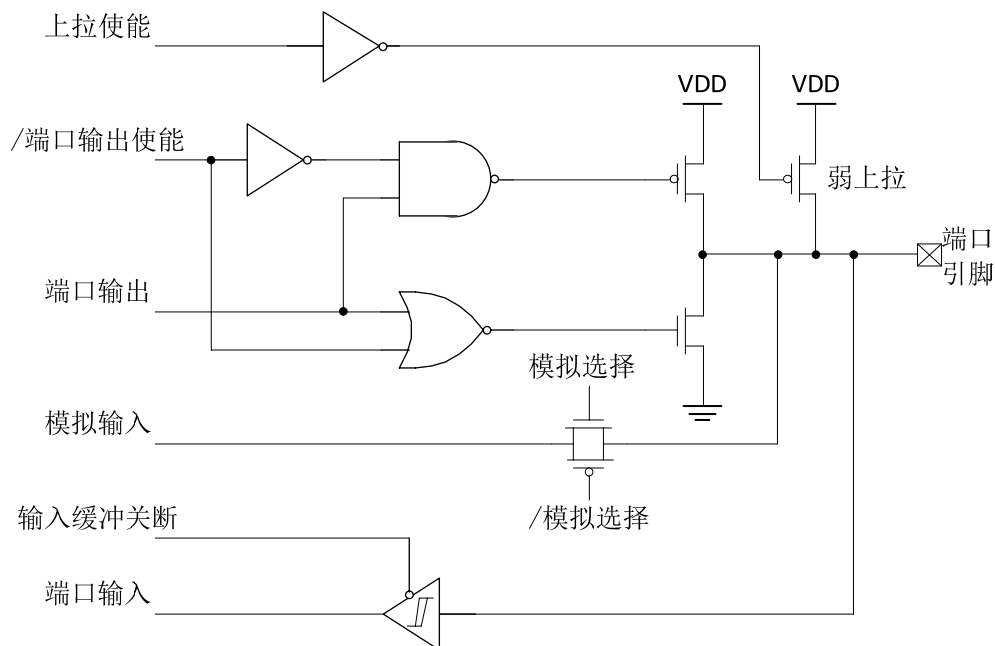 上拉使能
VDD
VDD
/端口输出使能
弱上拉
端口
引脚
端口输出
模拟选择
模拟输入
/模拟选择
输入缓冲关断
端口输入